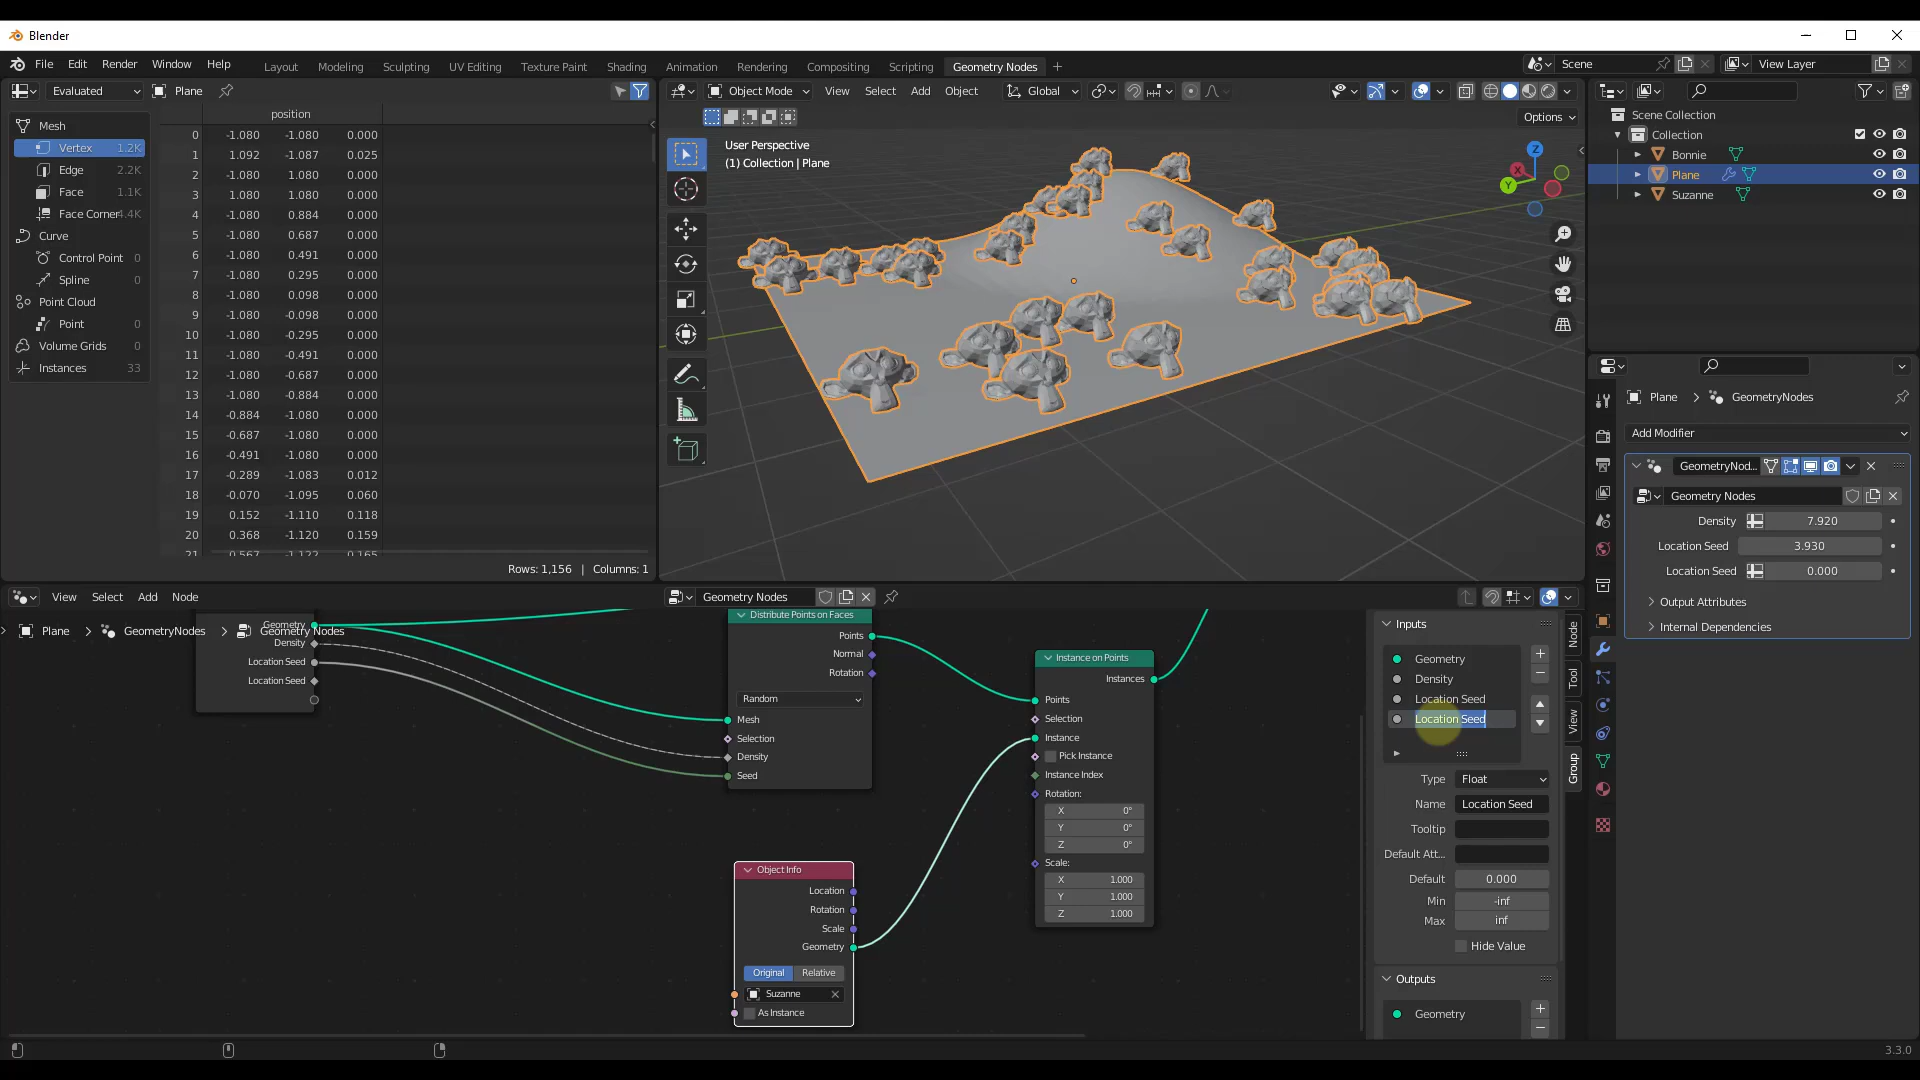 Blender
File Edit Render Window Help
Layout Modeling Sculpting UV Editing Texture Paint Shading Animation Rendering Compositing Scripting Geometry Nodes +
Scene
View Layer
Evaluated
Plane
position
Mesh
Vertex 1.2K
Edge 2.2K
Face 1.1K
Face Corner 4.4K
Curve
Control Point 0
Spline 0
Point Cloud
Point 0
Volume Grids 0
Instances 33
0 -1.080 -1.080 0.000
1 1.092 -1.087 0.025
2 -1.080 1.080 0.000
3 1.080 1.080 0.000
4 -1.080 0.884 0.000
5 -1.080 0.687 0.000
6 -1.080 0.491 0.000
7 -1.080 0.295 0.000
8 -1.080 0.098 0.000
9 -1.080 -0.098 0.000
10 -1.080 -0.295 0.000
11 -1.080 -0.491 0.000
12 -1.080 -0.687 0.000
13 -1.080 -0.884 0.000
14 -0.884 -1.080 0.000
15 -0.687 -1.080 0.000
16 -0.491 -1.080 0.000
17 -0.289 -1.083 0.012
18 -0.070 -1.095 0.060
19 0.152 -1.110 0.118
20 0.368 -1.120 0.159
21 0.567 -1.122 0.165
Rows: 1,156 | Columns: 1
Object Mode View Select Add Object Global
Options
User Perspective
(1) Collection | Plane
Z
X
Y
Scene Collection
Collection
Bonnie
Plane
Suzanne
Plane > GeometryNodes
Add Modifier
GeometryNod...
Geometry Nodes
Density 7.920
Location Seed 3.930
Location Seed 0.000
Output Attributes
Internal Dependencies
View Select Add Node
Geometry Nodes
Plane > GeometryNodes > Geometry Nodes
Geometry
Density
Location Seed
Location Seed
Distribute Points on Faces
Points
Normal
Rotation
Random
Mesh
Selection
Density
Seed
Object Info
Location
Rotation
Scale
Geometry
Original Relative
Suzanne
As Instance
Instance on Points
Instances
Points
Selection
Instance
Pick Instance
Instance Index
Rotation:
X 0°
Y 0°
Z 0°
Scale:
X 1.000
Y 1.000
Z 1.000
Inputs
Geometry
Density
Location Seed
Location Seed
Type Float
Name Location Seed
Tooltip
Default Att...
Default 0.000
Min -inf
Max inf
Hide Value
Outputs
Geometry
Node
Tool
View
Group
3.3.0